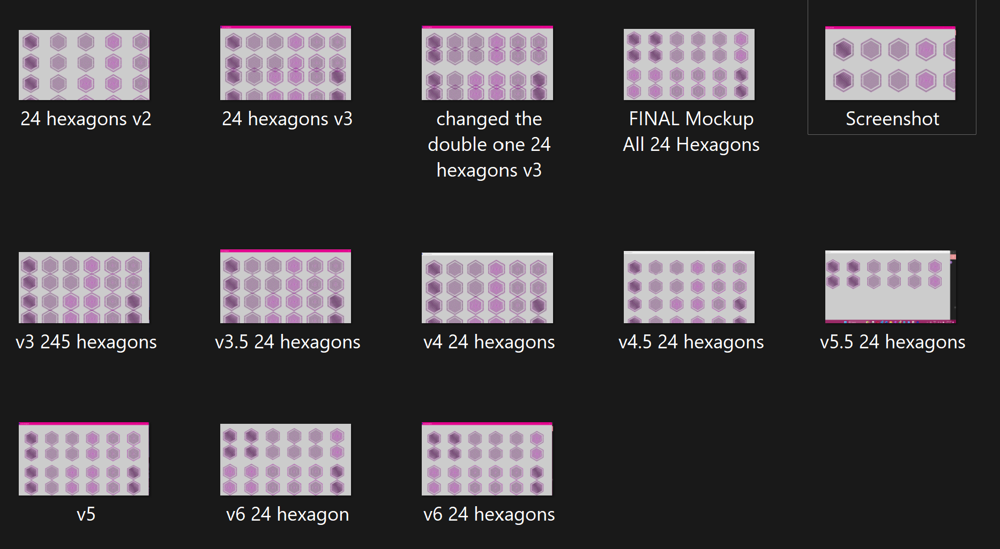 24 hexagons v2
24 hexagons v3
changed the
double one 24
hexagons v3
FINAL Mockup
All 24 Hexagons
Screenshot
v3 245 hexagons
v3.5 24 hexagons
v4 24 hexagons
v4.5 24 hexagons
v5.5 24 hexagons
v5
v6 24 hexagon
v6 24 hexagons